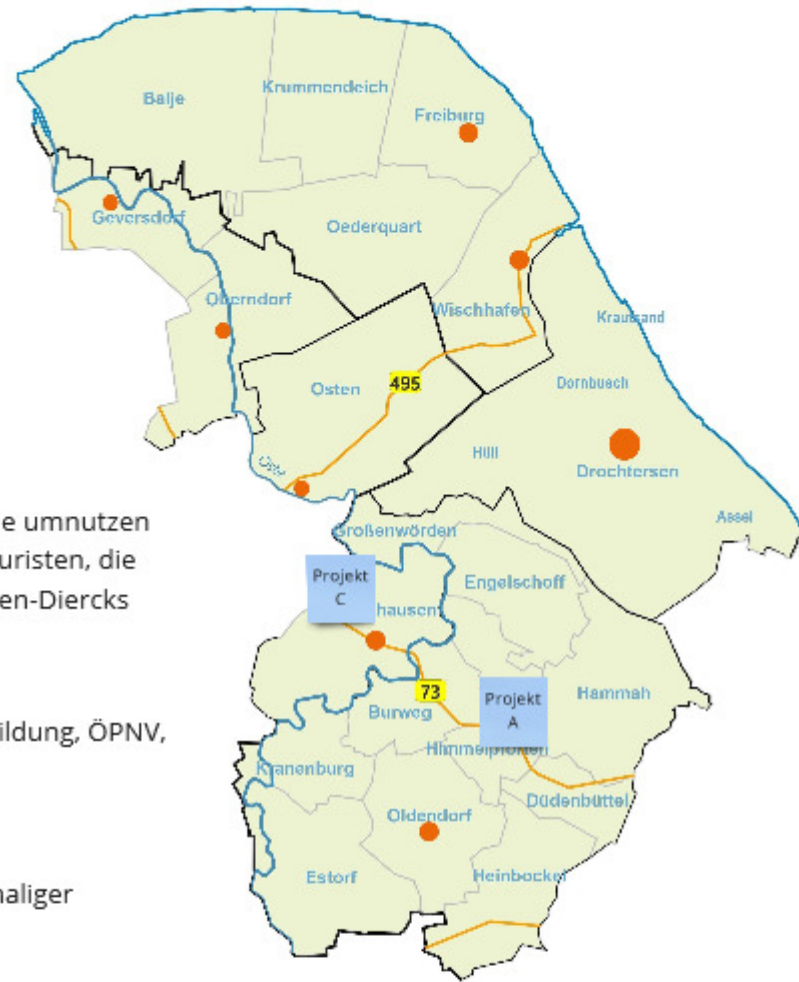 Balje
Krummendeich
Freiburg
Geversdorf
Oederquart
Oberndorf
Wischhafen
Krautsand
Osten
495
Dornbusch
Hüll
Drochtersen
Oste
Assel
e umnutzen
uristen, die
en-Diercks
Großenwörden
Projekt
C
hausen
Engelschoff
73
Projekt
A
Hammah
Burweg
ildung, ÖPNV,
Himmelpforten
Kranenburg
Düdenbüttel
Oldendorf
Estorf
Heinbockel
naliger